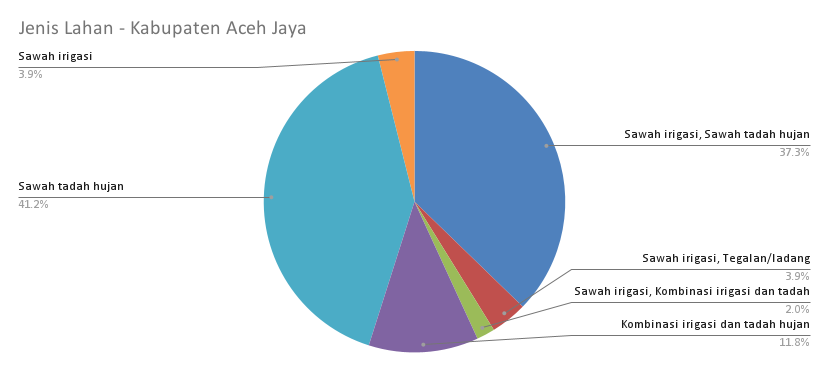 Jenis Lahan - Kabupaten Aceh Jaya
Sawah irigasi
3.9%
Sawah irigasi, Sawah tadah hujan
37.3%
Sawah tadah hujan
41.2%
Sawah irigasi, Tegalan/ladang
3.9%
Sawah irigasi, Kombinasi irigasi dan tadah
2.0%
Kombinasi irigasi dan tadah hujan
11.8%